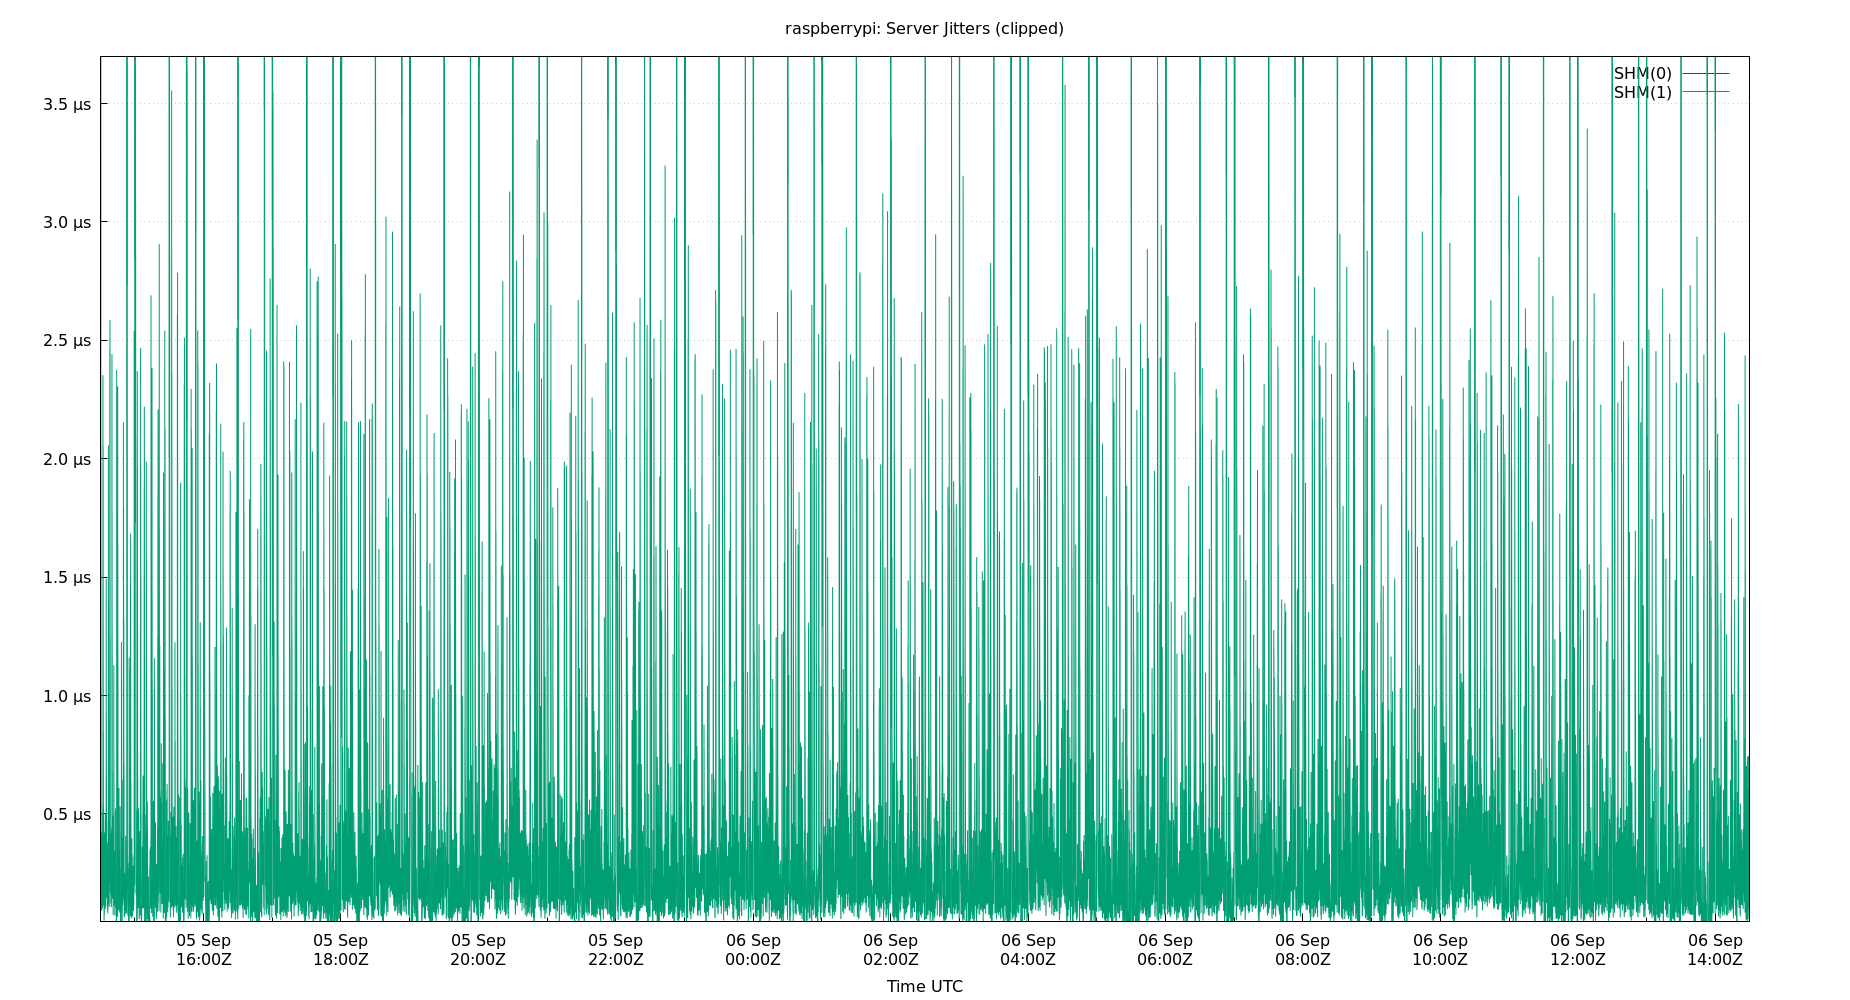 raspberrypi: Server Jitters (clipped)
SHM(0)
SHM(1)
3.5 µs
3.0 µs
2.5 µs
2.0 µs
1.5 µs
1.0 µs
0.5 µs
05 Sep 05 Sep 05 Sep 05 Sep 06 Sep 06 Sep 06 Sep 06 Sep 06 Sep 06 Sep 06 Sep 06 Sep
16:00Z 18:00Z 20:00Z 22:00Z 00:00Z 02:00Z 04:00Z 06:00Z 08:00Z 10:00Z 12:00Z 14:00Z
Time UTC